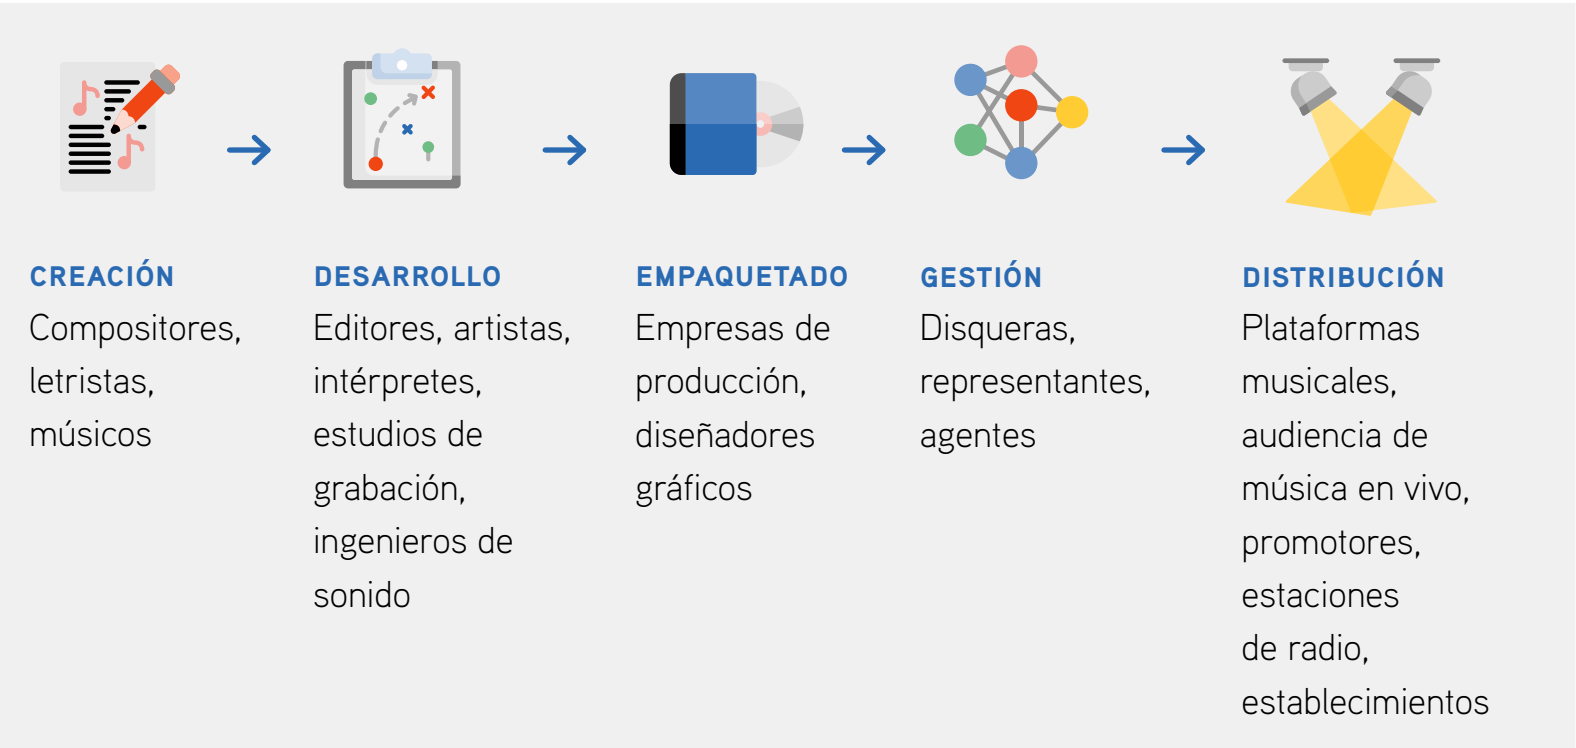 CREACIÓN
Compositores,
letristas,
músicos
DESARROLLO
Editores, artistas,
intérpretes,
estudios de
grabación,
ingenieros de
sonido
EMPAQUETADO
Empresas de
producción,
diseñadores
gráficos
GESTIÓN
Disqueras,
representantes,
agentes
DISTRIBUCIÓN
Plataformas
musicales,
audiencia de
música en vivo,
promotores,
estaciones
de radio,
establecimientos